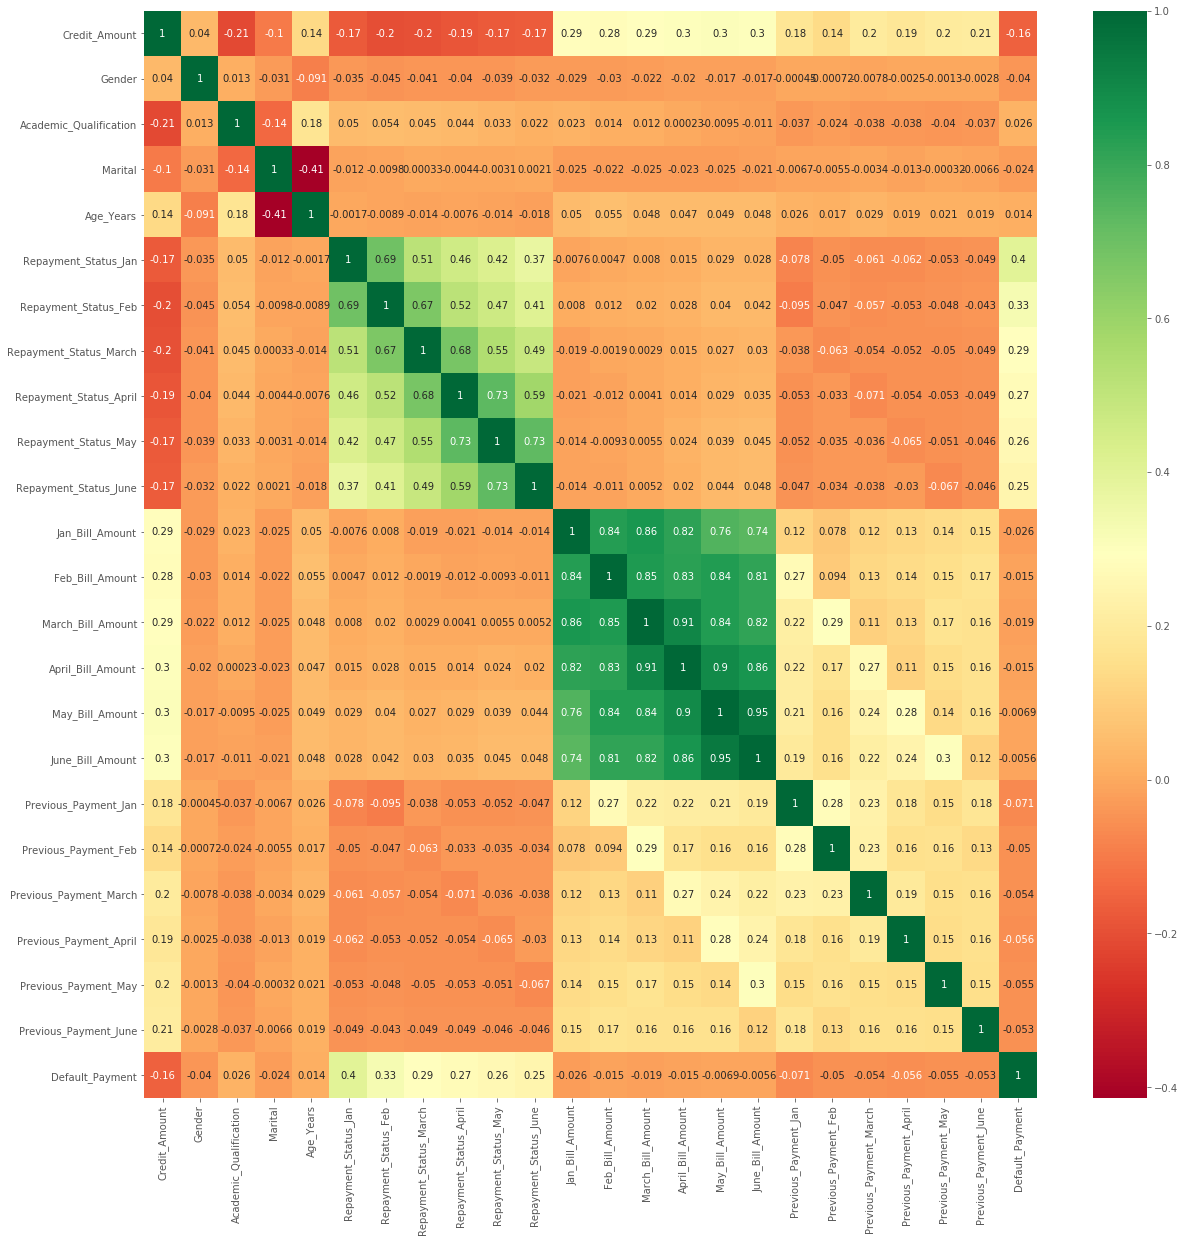 Credit_Amount 1 0.04 -0.21 -0.1 0.14 -0.17 -0.2 -0.2 -0.19 -0.17 -0.17 0.29 0.28 0.29 0.3 0.3 0.3 0.18 0.14 0.2 0.19 0.2 0.21 -0.16
Gender 0.04 1 0.013 -0.031 -0.091 -0.035 -0.045 -0.041 -0.04 -0.039 -0.032 -0.029 -0.03 -0.022 -0.02 -0.017 -0.017 -0.00045 -0.00072 -0.0078 -0.0025 -0.0013 -0.0028 -0.04
Academic_Qualification -0.21 0.013 1 -0.14 0.18 0.05 0.054 0.045 0.044 0.033 0.022 0.023 0.014 0.012 0.00023 -0.0095 -0.011 -0.037 -0.024 -0.038 -0.038 -0.04 -0.037 0.026
Marital -0.1 -0.031 -0.14 1 -0.41 -0.012 -0.0098 0.00033 -0.0044 -0.0031 0.0021 -0.025 -0.022 -0.025 -0.023 -0.025 -0.021 -0.0067 -0.0055 -0.0034 -0.013 -0.00032 -0.0066 -0.024
Age_Years 0.14 -0.091 0.18 -0.41 1 -0.0017 -0.0089 -0.014 -0.0076 -0.014 -0.018 0.05 0.055 0.048 0.047 0.049 0.048 0.026 0.017 0.029 0.019 0.021 0.019 0.014
Repayment_Status_Jan -0.17 -0.035 0.05 -0.012 -0.0017 1 0.69 0.51 0.46 0.42 0.37 -0.0076 0.0047 0.008 0.015 0.029 0.028 -0.078 -0.05 -0.061 -0.062 -0.053 -0.049 0.4
Repayment_Status_Feb -0.2 -0.045 0.054 -0.0098 -0.0089 0.69 1 0.67 0.52 0.47 0.41 0.008 0.012 0.02 0.028 0.04 0.042 -0.095 -0.047 -0.057 -0.053 -0.048 -0.043 0.33
Repayment_Status_March -0.2 -0.041 0.045 0.00033 -0.014 0.51 0.67 1 0.68 0.55 0.49 -0.019 -0.0019 0.0029 0.015 0.027 0.03 -0.038 -0.063 -0.054 -0.052 -0.05 -0.049 0.29
Repayment_Status_April -0.19 -0.04 0.044 -0.0044 -0.0076 0.46 0.52 0.68 1 0.73 0.59 -0.021 -0.012 0.0041 0.014 0.029 0.035 -0.053 -0.033 -0.071 -0.054 -0.053 -0.049 0.27
Repayment_Status_May -0.17 -0.039 0.033 -0.0031 -0.014 0.42 0.47 0.55 0.73 1 0.73 -0.014 -0.0093 0.0055 0.024 0.039 0.045 -0.052 -0.035 -0.036 -0.065 -0.051 -0.046 0.26
Repayment_Status_June -0.17 -0.032 0.022 0.0021 -0.018 0.37 0.41 0.49 0.59 0.73 1 -0.014 -0.011 0.0052 0.02 0.044 0.048 -0.047 -0.034 -0.038 -0.03 -0.067 -0.046 0.25
Jan_Bill_Amount 0.29 -0.029 0.023 -0.025 0.05 -0.0076 0.008 -0.019 -0.021 -0.014 -0.014 1 0.84 0.86 0.82 0.76 0.74 0.12 0.078 0.12 0.13 0.14 0.15 -0.026
Feb_Bill_Amount 0.28 -0.03 0.014 -0.022 0.055 0.0047 0.012 -0.0019 -0.012 -0.0093 -0.011 0.84 1 0.85 0.83 0.84 0.81 0.27 0.094 0.13 0.14 0.15 0.17 -0.015
March_Bill_Amount 0.29 -0.022 0.012 -0.025 0.048 0.008 0.02 0.0029 0.0041 0.0055 0.0052 0.86 0.85 1 0.91 0.84 0.82 0.22 0.29 0.11 0.13 0.17 0.16 -0.019
April_Bill_Amount 0.3 -0.02 0.00023 -0.023 0.047 0.015 0.028 0.015 0.014 0.024 0.02 0.82 0.83 0.91 1 0.9 0.86 0.22 0.17 0.27 0.11 0.15 0.16 -0.015
May_Bill_Amount 0.3 -0.017 -0.0095 -0.025 0.049 0.029 0.04 0.027 0.029 0.039 0.044 0.76 0.84 0.84 0.9 1 0.95 0.21 0.16 0.24 0.28 0.14 0.16 -0.0069
June_Bill_Amount 0.3 -0.017 -0.011 -0.021 0.048 0.028 0.042 0.03 0.035 0.045 0.048 0.74 0.81 0.82 0.86 0.95 1 0.19 0.16 0.22 0.24 0.3 0.12 -0.0056
Previous_Payment_Jan 0.18 -0.00045 -0.037 -0.0067 0.026 -0.078 -0.095 -0.038 -0.053 -0.052 -0.047 0.12 0.27 0.22 0.22 0.21 0.19 1 0.28 0.23 0.18 0.15 0.18 -0.071
Previous_Payment_Feb 0.14 -0.00072 -0.024 -0.0055 0.017 -0.05 -0.047 -0.063 -0.033 -0.035 -0.034 0.078 0.094 0.29 0.17 0.16 0.16 0.28 1 0.23 0.16 0.16 0.13 -0.05
Previous_Payment_March 0.2 -0.0078 -0.038 -0.0034 0.029 -0.061 -0.057 -0.054 -0.071 -0.036 -0.038 0.12 0.13 0.11 0.27 0.24 0.22 0.23 0.23 1 0.19 0.15 0.16 -0.054
Previous_Payment_April 0.19 -0.0025 -0.038 -0.013 0.019 -0.062 -0.053 -0.052 -0.054 -0.065 -0.03 0.13 0.14 0.13 0.11 0.28 0.24 0.18 0.16 0.19 1 0.15 0.16 -0.056
Previous_Payment_May 0.2 -0.0013 -0.04 -0.00032 0.021 -0.053 -0.048 -0.05 -0.053 -0.051 -0.067 0.14 0.15 0.17 0.15 0.14 0.3 0.15 0.16 0.15 0.15 1 0.15 -0.055
Previous_Payment_June 0.21 -0.0028 -0.037 -0.0066 0.019 -0.049 -0.043 -0.049 -0.049 -0.046 -0.046 0.15 0.17 0.16 0.16 0.16 0.12 0.18 0.13 0.16 0.16 0.15 1 -0.053
Default_Payment -0.16 -0.04 0.026 -0.024 0.014 0.4 0.33 0.29 0.27 0.26 0.25 -0.026 -0.015 -0.019 -0.015 -0.0069 -0.0056 -0.071 -0.05 -0.054 -0.056 -0.055 -0.053 1
Credit_Amount
Gender
Academic_Qualification
Marital
Age_Years
Repayment_Status_Jan
Repayment_Status_Feb
Repayment_Status_March
Repayment_Status_April
Repayment_Status_May
Repayment_Status_June
Jan_Bill_Amount
Feb_Bill_Amount
March_Bill_Amount
April_Bill_Amount
May_Bill_Amount
June_Bill_Amount
Previous_Payment_Jan
Previous_Payment_Feb
Previous_Payment_March
Previous_Payment_April
Previous_Payment_May
Previous_Payment_June
Default_Payment
1.0
0.8
0.6
0.4
0.2
0.0
−0.2
−0.4